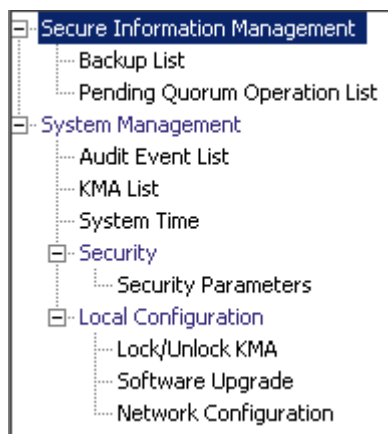 Secure Information Management
Backup List
Pending Quorum Operation List
System Management
Audit Event List
KMA List
System Time
Security
Security Parameters
Local Configuration
Lock/Unlock KMA
Software Upgrade
Network Configuration